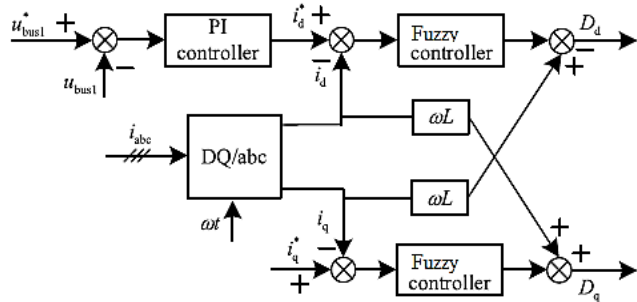 u*bus1 + − ubus1
PI
controller
i*d + − id
Fuzzy
controller
Dd − +
iabc
DQ/abc
ωt
ωL
ωL
iq
i*q − +
Fuzzy
controller
+ +
Dq